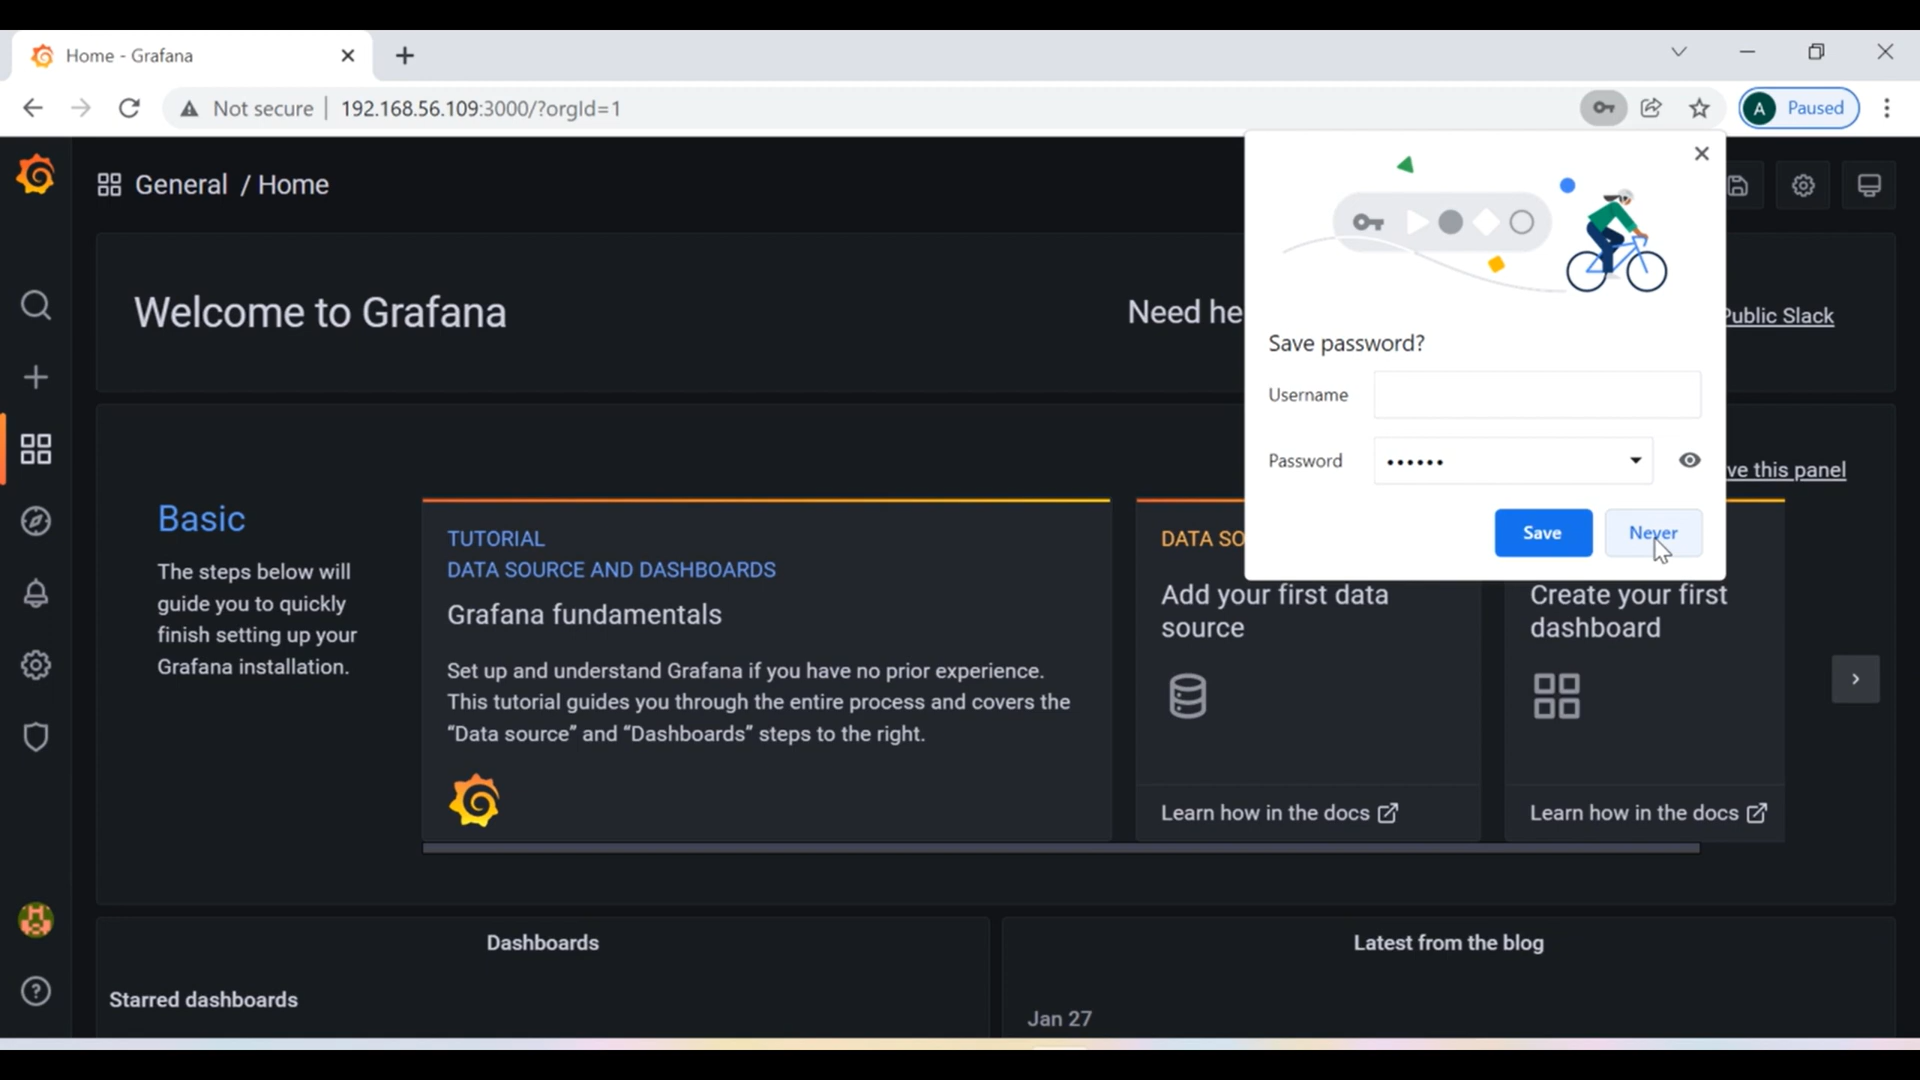 Home - Grafana
Not secure
192.168.56.109:3000/?orgId=1
A
Paused
General / Home
Welcome to Grafana
Need he
Public Slack
Save password?
Username
Password
••••••
Save
Never
ve this panel
Basic
The steps below will
guide you to quickly
finish setting up your
Grafana installation.
TUTORIAL
DATA SOURCE AND DASHBOARDS
Grafana fundamentals
Set up and understand Grafana if you have no prior experience.
This tutorial guides you through the entire process and covers the
“Data source” and “Dashboards” steps to the right.
DATA SO
Add your first data
source
Learn how in the docs
Create your first
dashboard
Learn how in the docs
Dashboards
Starred dashboards
Latest from the blog
Jan 27